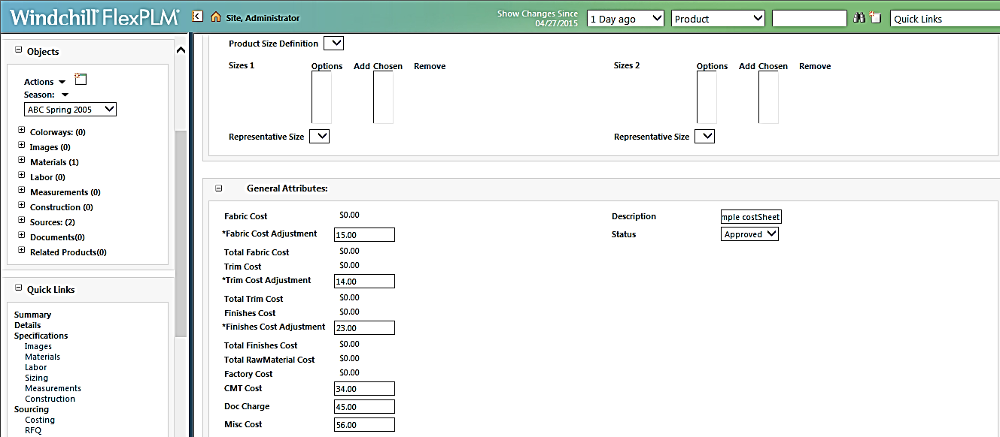 Windchill FlexPLM
Site, Administrator
Show Changes Since
04/27/2015
1 Day ago
Product
Quick Links
Objects
Actions
Season:
ABC Spring 2005
Colorways: (0)
Images (0)
Materials (1)
Labor (0)
Measurements (0)
Construction (0)
Sources: (2)
Documents(0)
Related Products(0)
Quick Links
Summary
Details
Specifications
Images
Materials
Labor
Sizing
Measurements
Construction
Sourcing
Costing
RFQ
Product Size Definition
Sizes 1 Options Add Chosen Remove
Sizes 2 Options Add Chosen Remove
Representative Size
Representative Size
General Attributes:
Fabric Cost $0.00
*Fabric Cost Adjustment 15.00
Total Fabric Cost $0.00
Trim Cost $0.00
*Trim Cost Adjustment 14.00
Total Trim Cost $0.00
Finishes Cost $0.00
*Finishes Cost Adjustment 23.00
Total Finishes Cost $0.00
Total RawMaterial Cost $0.00
Factory Cost $0.00
CMT Cost 34.00
Doc Charge 45.00
Misc Cost 56.00
Description mple costSheet
Status Approved